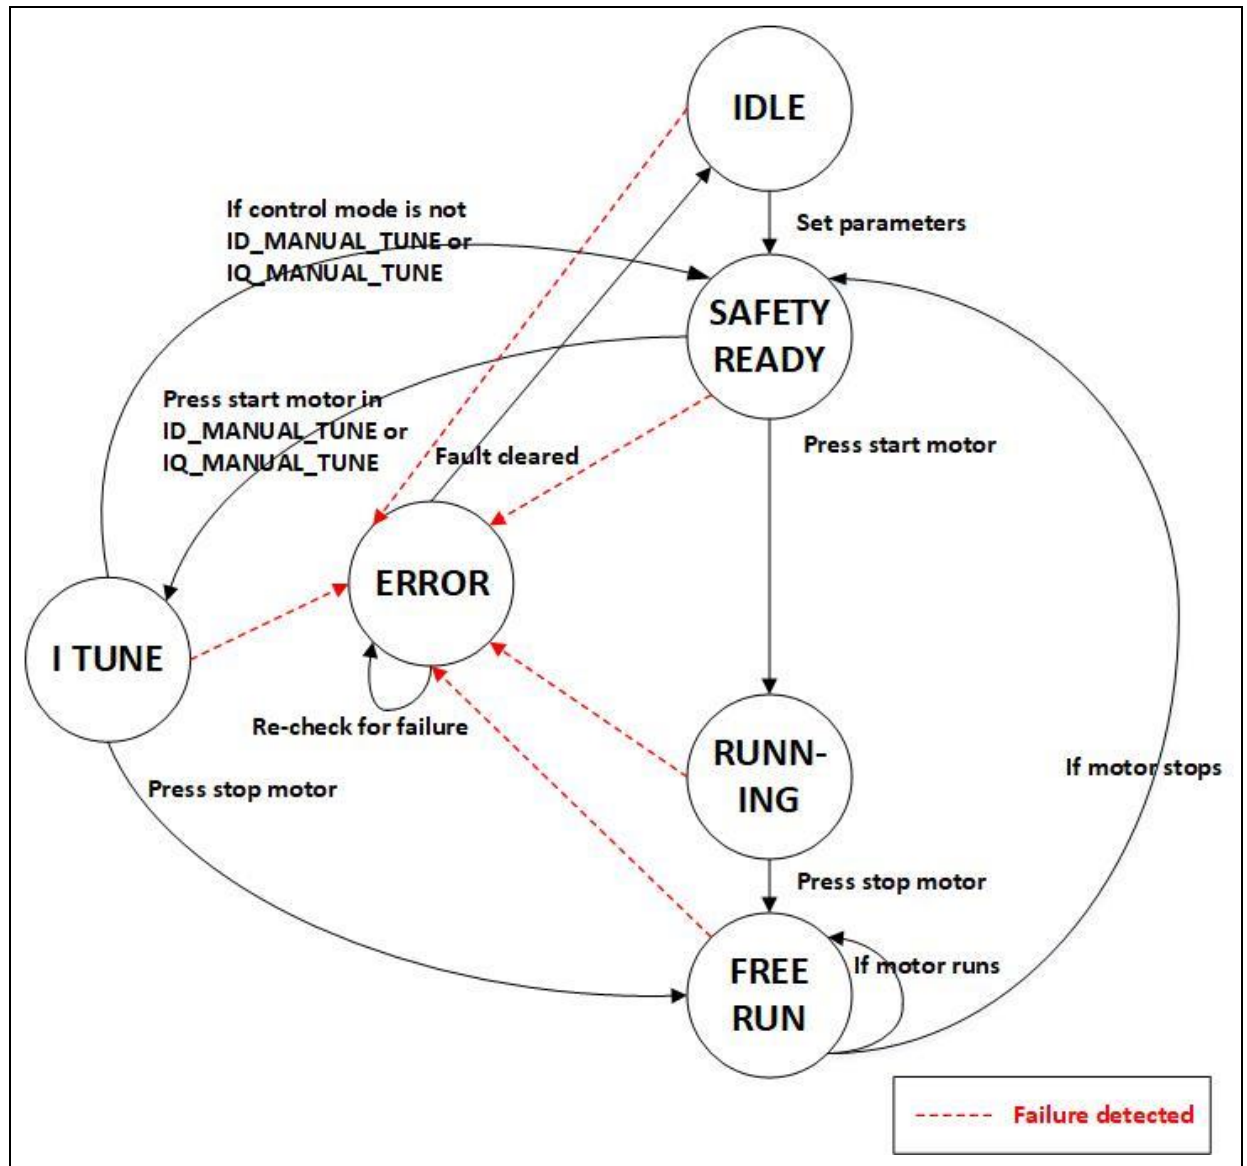 IDLE
If control mode is not
ID_MANUAL_TUNE or
IQ_MANUAL_TUNE
Set parameters
SAFETY
READY
Press start motor in
ID_MANUAL_TUNE or
IQ_MANUAL_TUNE
Fault cleared
Press start motor
ERROR
I TUNE
Re-check for failure
Press stop motor
RUNN-
ING
If motor stops
Press stop motor
FREE
RUN
If motor runs
Failure detected